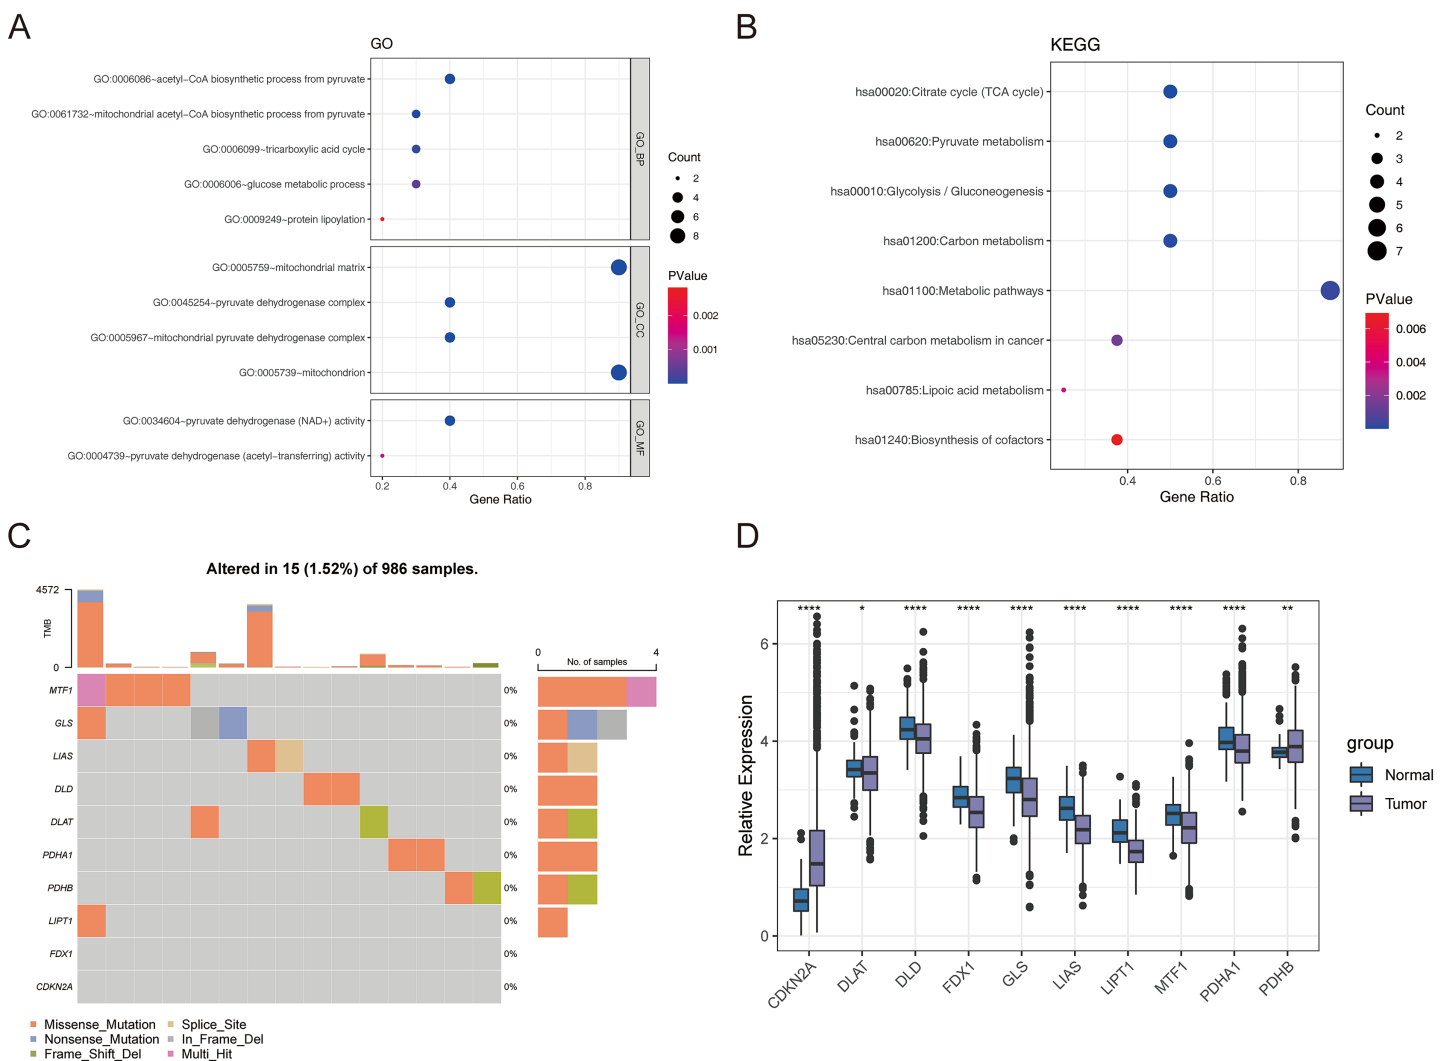 A
GO
GO:0006086~acetyl−CoA biosynthetic process from pyruvate
GO:0061732~mitochondrial acetyl−CoA biosynthetic process from pyruvate
GO:0006099~tricarboxylic acid cycle
GO:0006006~glucose metabolic process
GO:0009249~protein lipoylation
GO_BP
GO:0005759~mitochondrial matrix
GO:0045254~pyruvate dehydrogenase complex
GO:0005967~mitochondrial pyruvate dehydrogenase complex
GO:0005739~mitochondrion
GO_CC
GO:0034604~pyruvate dehydrogenase (NAD+) activity
GO:0004739~pyruvate dehydrogenase (acetyl−transferring) activity
GO_MF
0.2 0.4 0.6 0.8
Gene Ratio
Count
2
4
6
8
PValue
0.002
0.001
B
KEGG
hsa00020:Citrate cycle (TCA cycle)
hsa00620:Pyruvate metabolism
hsa00010:Glycolysis / Gluconeogenesis
hsa01200:Carbon metabolism
hsa01100:Metabolic pathways
hsa05230:Central carbon metabolism in cancer
hsa00785:Lipoic acid metabolism
hsa01240:Biosynthesis of cofactors
0.4 0.6 0.8
Gene Ratio
Count
2
3
4
5
6
7
PValue
0.006
0.004
0.002
C
Altered in 15 (1.52%) of 986 samples.
4572
TMB
0
0 4
No. of samples
MTF1 0%
GLS 0%
LIAS 0%
DLD 0%
DLAT 0%
PDHA1 0%
PDHB 0%
LIPT1 0%
FDX1 0%
CDKN2A 0%
Missense_Mutation Splice_Site
Nonsense_Mutation In_Frame_Del
Frame_Shift_Del Multi_Hit
D
**** * **** **** **** **** **** **** **** **
Relative Expression
6
4
2
0
CDKN2A DLAT DLD FDX1 GLS LIAS LIPT1 MTF1 PDHA1 PDHB
group
Normal
Tumor